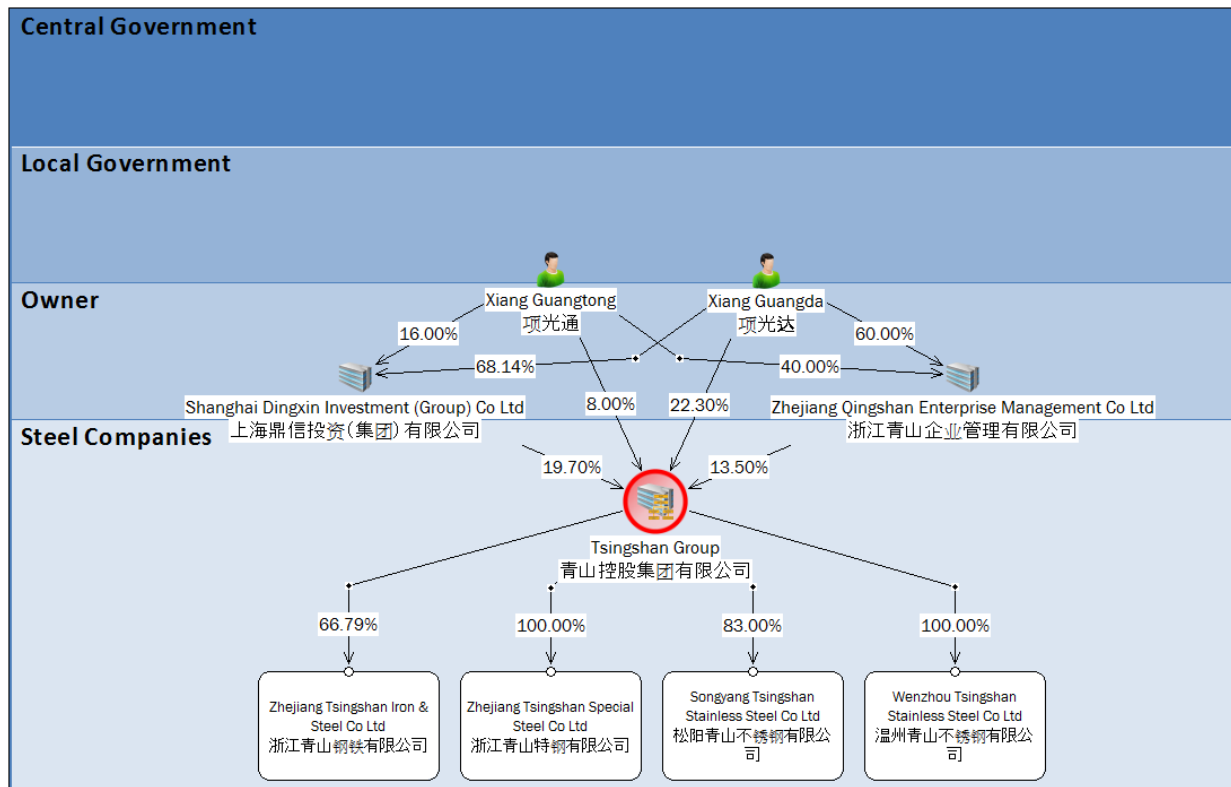 Central Government
Local Government
Owner
Xiang Guangtong
项光通
Xiang Guangda
项光达
16.00%
60.00%
68.14%
40.00%
Shanghai Dingxin Investment (Group) Co Ltd
上海鼎信投资(集团)有限公司
8.00%
22.30%
Zhejiang Qingshan Enterprise Management Co Ltd
浙江青山企业管理有限公司
Steel Companies
19.70%
13.50%
Tsingshan Group
青山控股集团有限公司
66.79%
100.00%
83.00%
100.00%
Zhejiang Tsingshan Iron &
Steel Co Ltd
浙江青山钢铁有限公司
Zhejiang Tsingshan Special
Steel Co Ltd
浙江青山特钢有限公司
Songyang Tsingshan
Stainless Steel Co Ltd
松阳青山不锈钢有限公
司
Wenzhou Tsingshan
Stainless Steel Co Ltd
温州青山不锈钢有限公
司